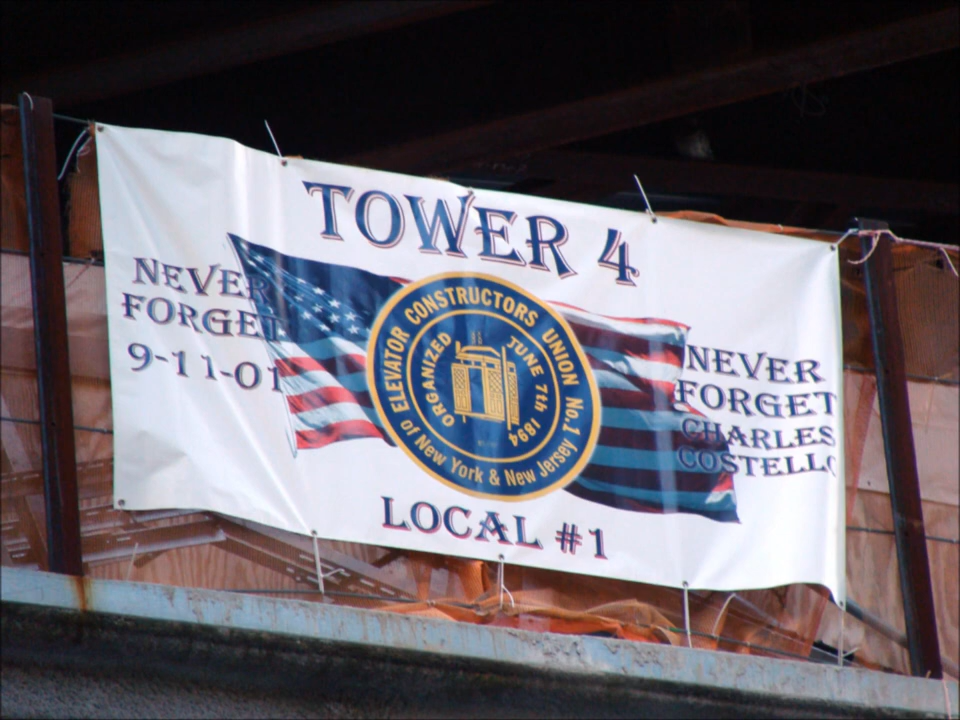 TOWER 4
NEVER
FORGET
9-11-01
ELEVATOR CONSTRUCTORS UNION No.1
of New York & New Jersey
ORGANIZED
JUNE 7th 1894
NEVER
FORGET
CHARLES
COSTELLO
LOCAL #1